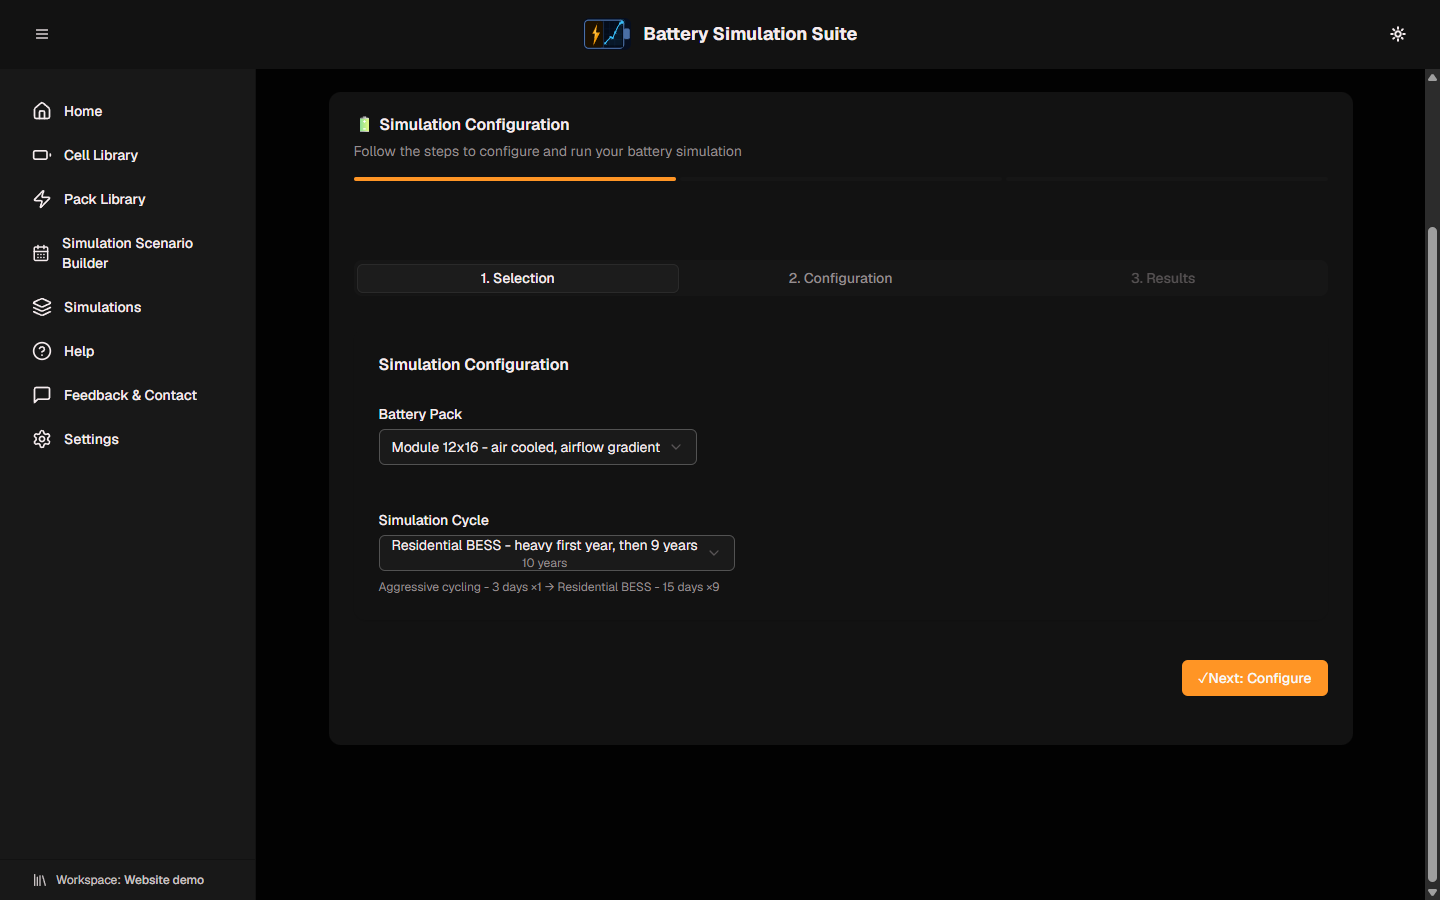 Battery Simulation Suite
Home
Cell Library
Pack Library
Simulation Scenario
Builder
Simulations
Help
Feedback & Contact
Settings
Workspace: Website demo
Simulation Configuration
Follow the steps to configure and run your battery simulation
1. Selection
2. Configuration
3. Results
Simulation Configuration
Battery Pack
Module 12x16 - air cooled, airflow gradient
Simulation Cycle
Residential BESS - heavy first year, then 9 years
10 years
Aggressive cycling - 3 days ×1 → Residential BESS - 15 days ×9
✓Next: Configure